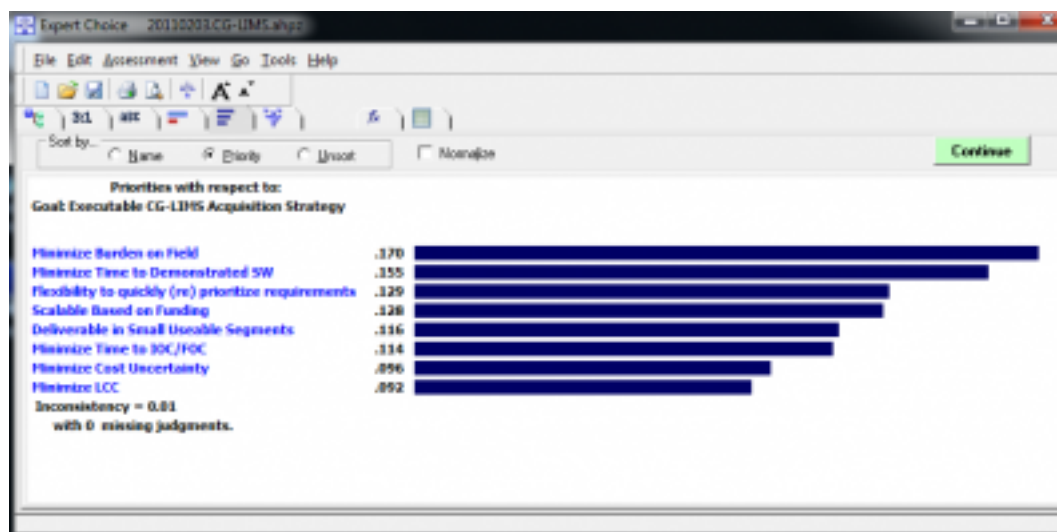 Expert Choice 20110203.CG-LIMS.ahpz
File Edit Assessment View Go Tools Help
3:1 abc
Sort by...
Name Priority Unsort Normalize Continue
Priorities with respect to:
Goal: Executable CG-LIMS Acquisition Strategy
Minimize Burden on Field .170
Minimize Time to Demonstrated SW .155
Flexibility to quickly (re) prioritize requirements .129
Scalable Based on Funding .128
Deliverable in Small Useable Segments .116
Minimize Time to IOC/FOC .114
Minimize Cost Uncertainty .096
Minimize LCC .092
Inconsistency = 0.01
with 0 missing judgments.